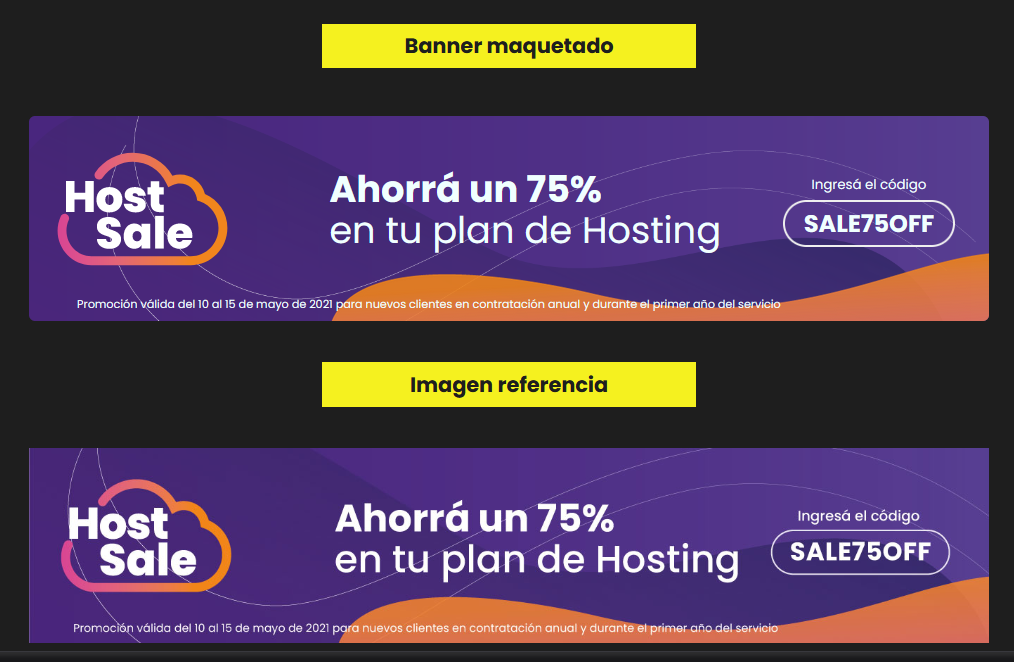 Banner maquetado
Host
Sale
Ahorrá un 75%
en tu plan de Hosting
Ingresá el código
SALE75OFF
Promoción válida del 10 al 15 de mayo de 2021 para nuevos clientes en contratación anual y durante el primer año del servicio
Imagen referencia
Host
Sale
Ahorrá un 75%
en tu plan de Hosting
Ingresá el código
SALE75OFF
Promoción válida del 10 al 15 de mayo de 2021 para nuevos clientes en contratación anual y durante el primer año del servicio